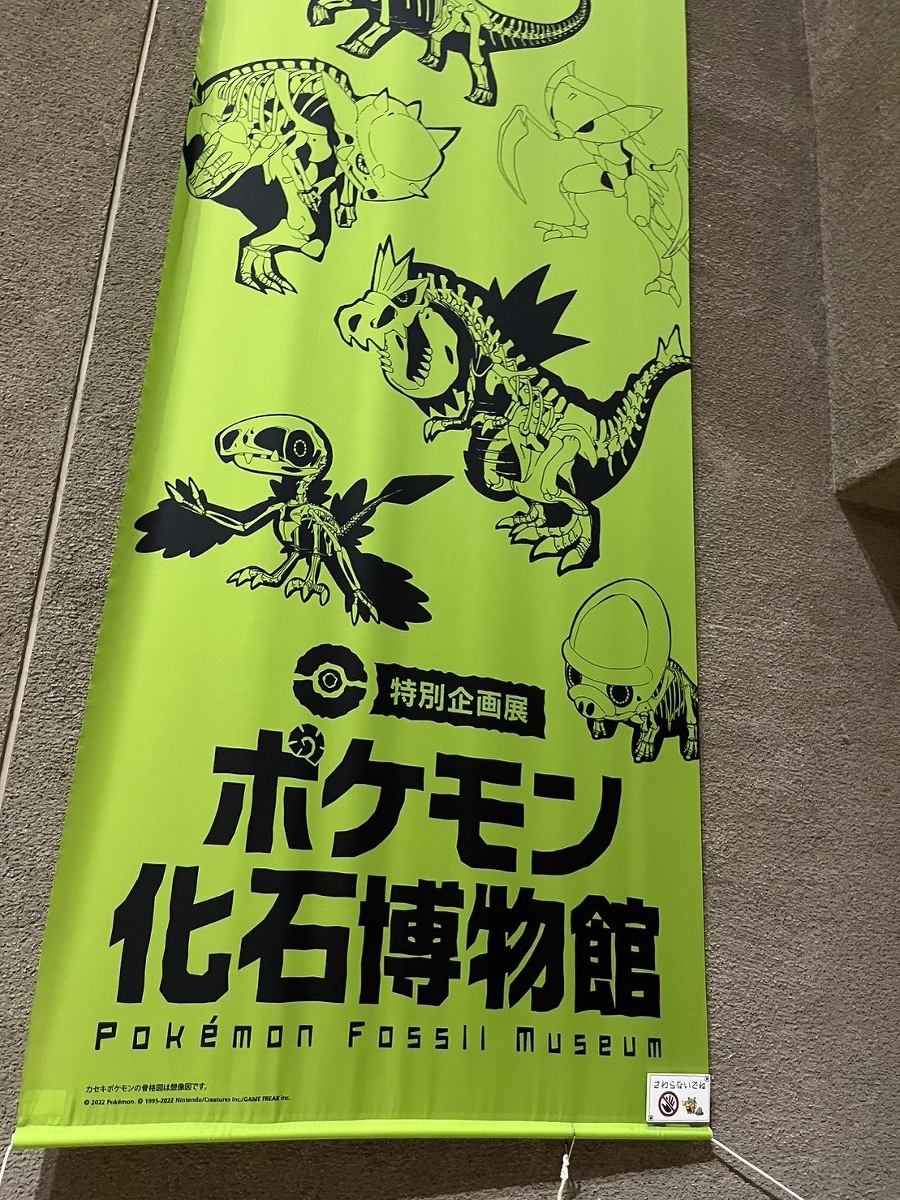 特別企画展
ポケモン
化石博物館
Pokémon Fossil Museum
カセキポケモンの骨格図は想像図です。
© 2022 Pokémon. © 1995-2022 Nintendo/Creatures Inc./GAME FREAK inc.
さわらないでね